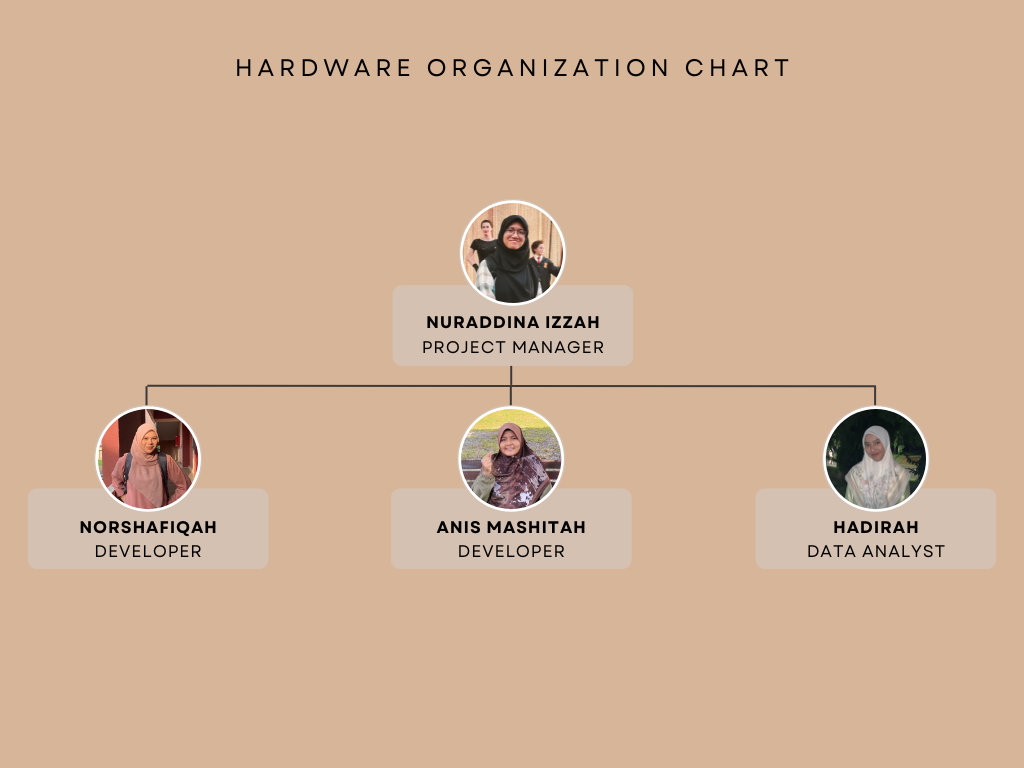 HARDWARE ORGANIZATION CHART
NURADDINA IZZAH
PROJECT MANAGER
NORSHAFIQAH
DEVELOPER
ANIS MASHITAH
DEVELOPER
HADIRAH
DATA ANALYST